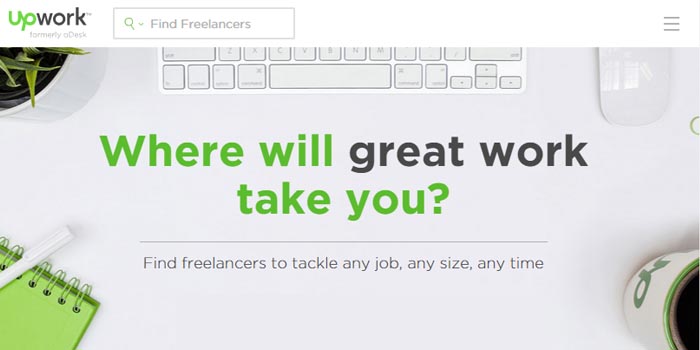 upwork™
formerly oDesk
Find Freelancers
Where will great work
take you?
Find freelancers to tackle any job, any size, any time